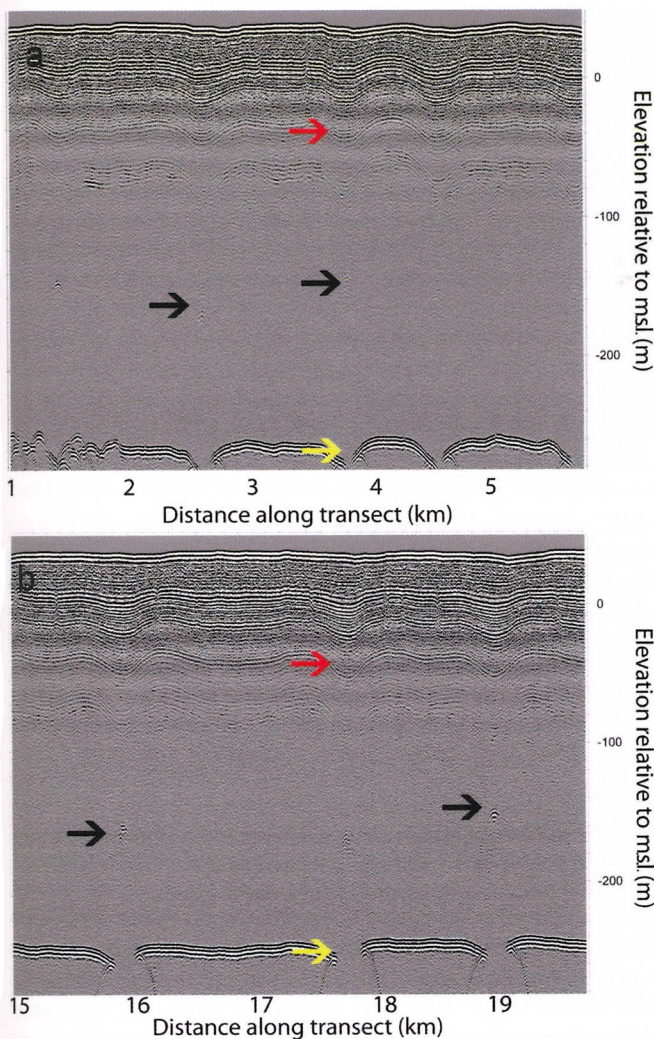 a
0
-100
-200
Elevation relative to msl. (m)
1 2 3 4 5
Distance along transect (km)
b
0
-100
-200
Elevation relative to msl. (m)
15 16 17 18 19
Distance along transect (km)